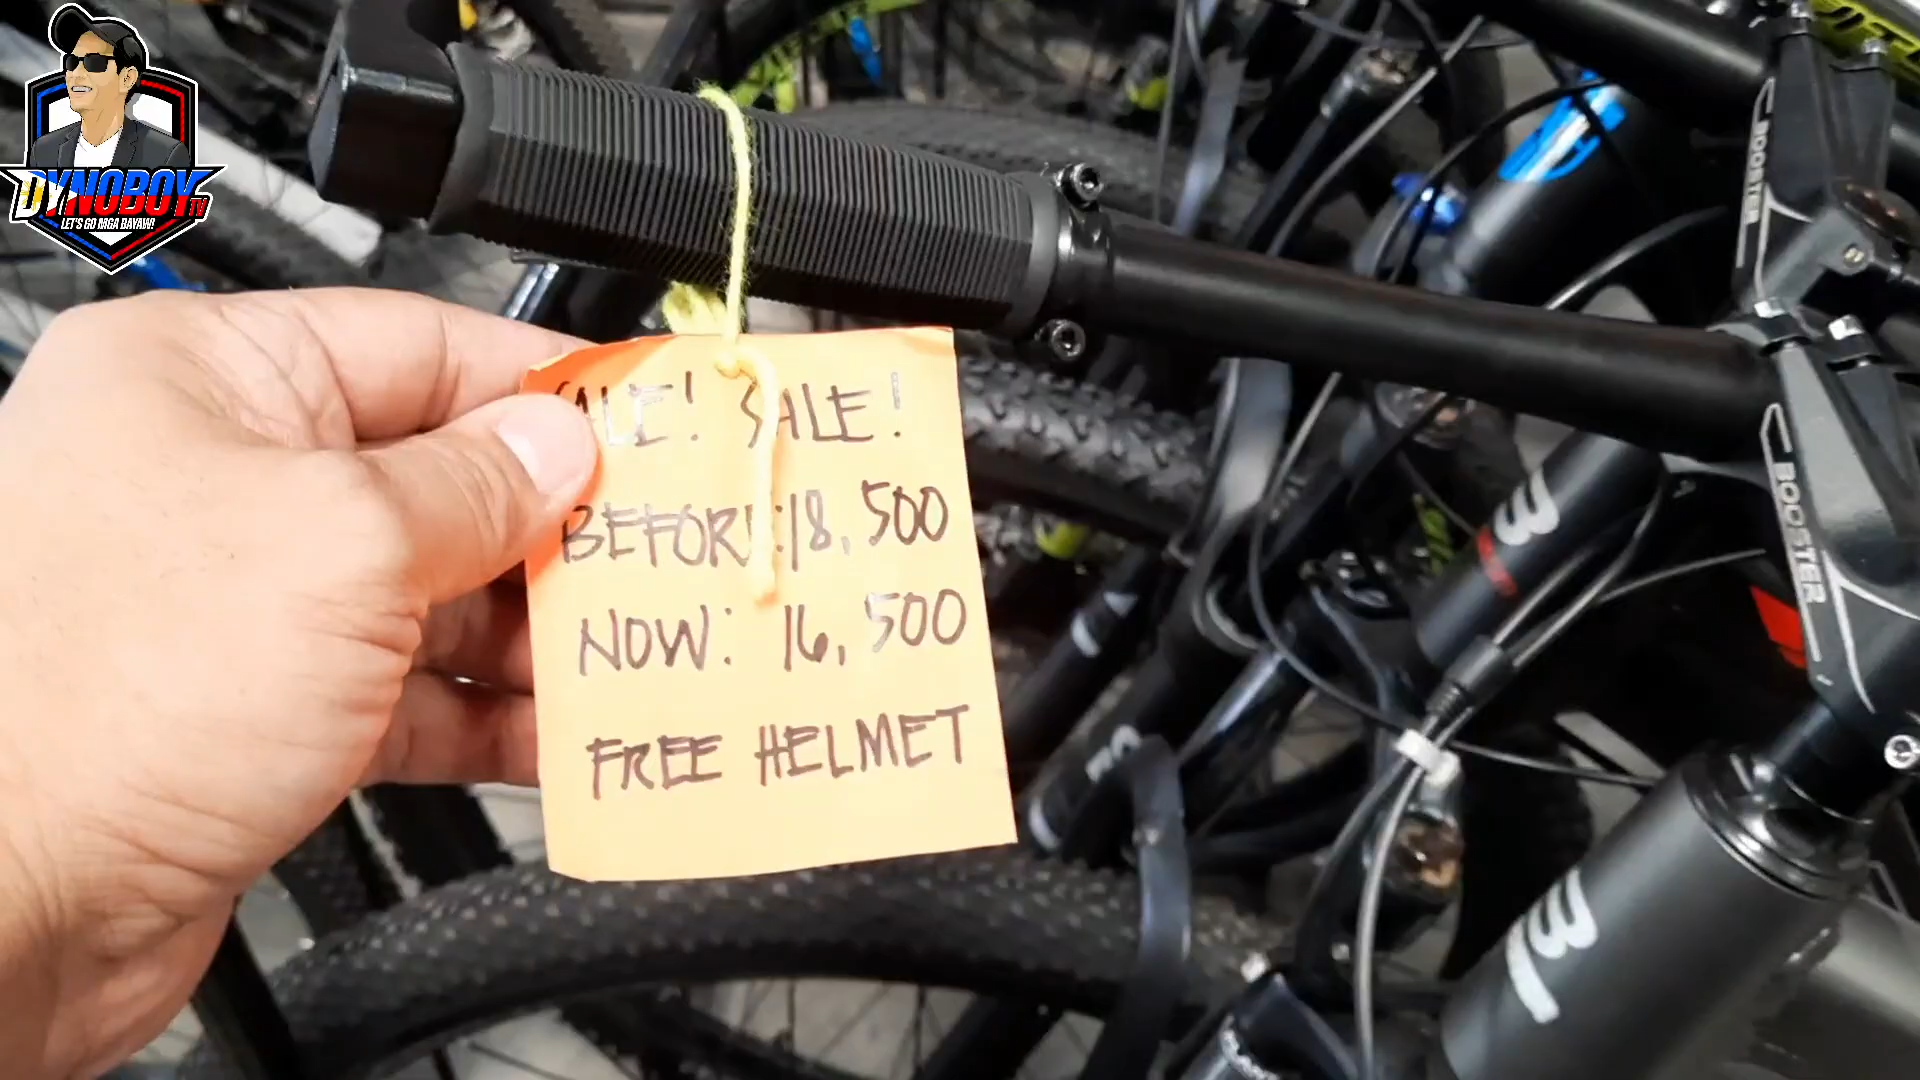 DYNOBOY TV
LET'S GO MGA BAYAW!
SALE! SALE!
BEFORE: 18,500
NOW: 16,500
FREE HELMET
BOOSTER
BOOSTER